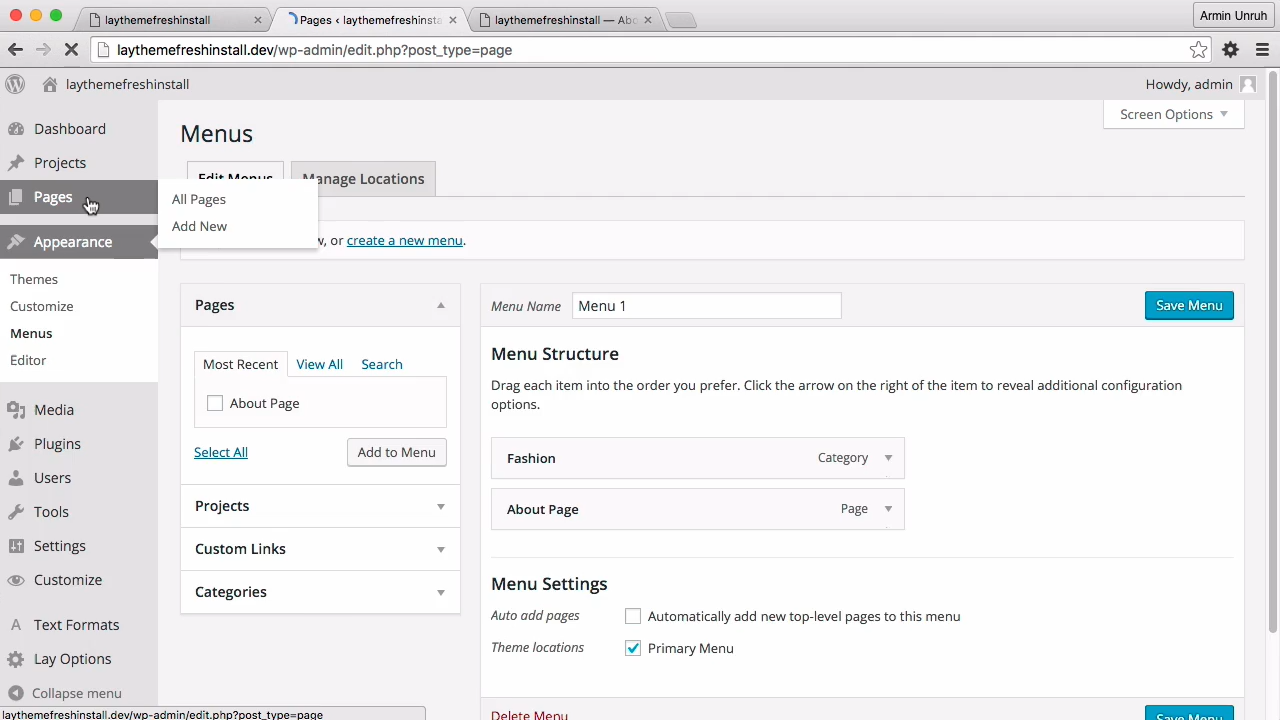 laythemefreshinstall
Pages ‹ laythemefreshinsta
laythemefreshinstall — Abo
Armin Unruh
laythemefreshinstall.dev/wp-admin/edit.php?post_type=page
laythemefreshinstall
Howdy, admin
Screen Options
Dashboard
Projects
Pages
All Pages
Add New
Appearance
Themes
Customize
Menus
Editor
Media
Plugins
Users
Tools
Settings
Customize
Text Formats
Lay Options
Collapse menu
Menus
Edit Menus
Manage Locations
w, or create a new menu.
Pages
Most Recent
View All
Search
About Page
Select All
Add to Menu
Projects
Custom Links
Categories
Menu Name
Menu 1
Save Menu
Menu Structure
Drag each item into the order you prefer. Click the arrow on the right of the item to reveal additional configuration
options.
Fashion
Category
About Page
Page
Menu Settings
Auto add pages
Automatically add new top-level pages to this menu
Theme locations
Primary Menu
Delete Menu
Save Menu
laythemefreshinstall.dev/wp-admin/edit.php?post_type=page